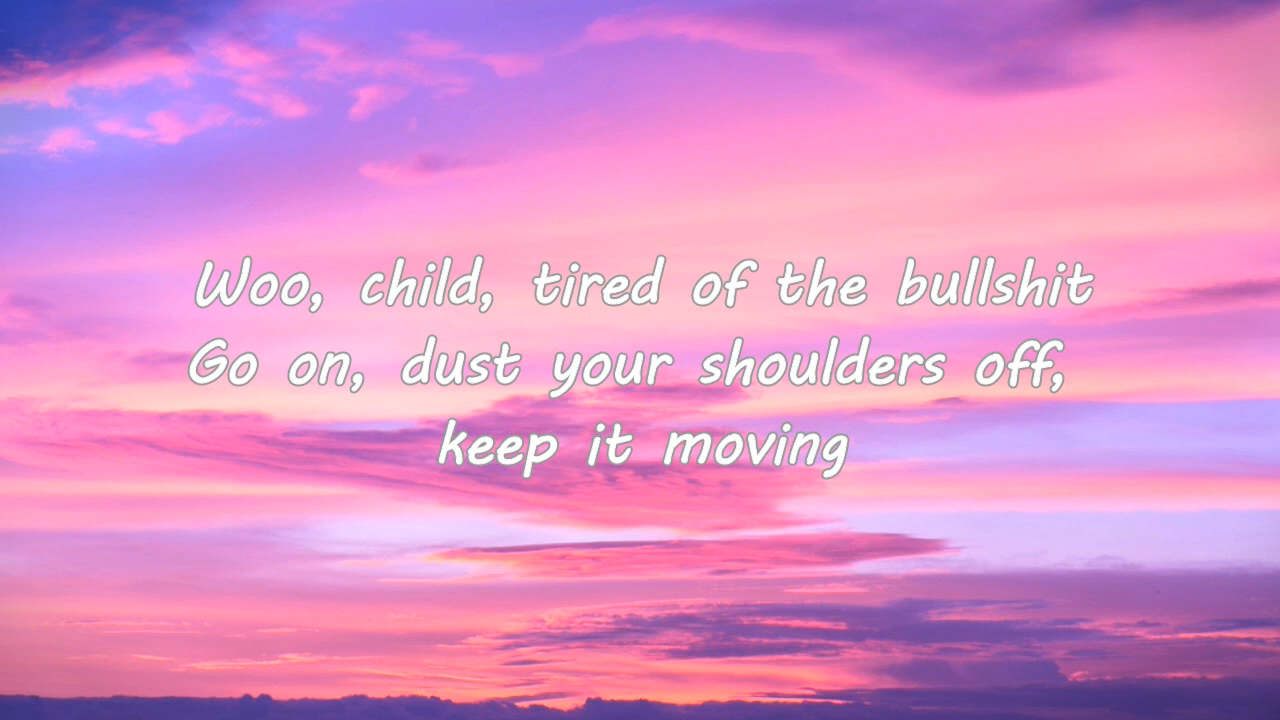 Woo, child, tired of the bullshit
Go on, dust your shoulders off,
keep it moving